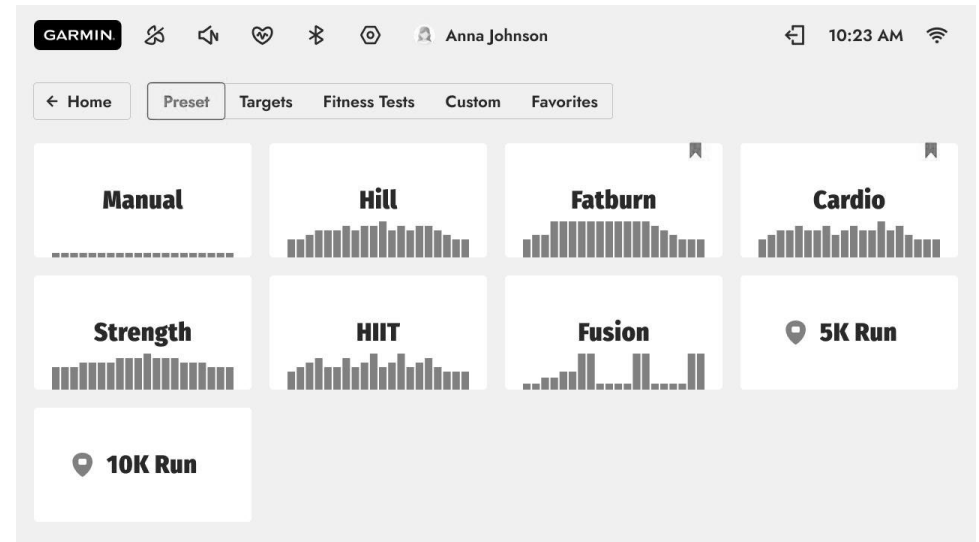 GARMIN. Anna Johnson 10:23 AM
← Home Preset Targets Fitness Tests Custom Favorites
Manual Hill Fatburn Cardio
Strength HIIT Fusion 5K Run
10K Run